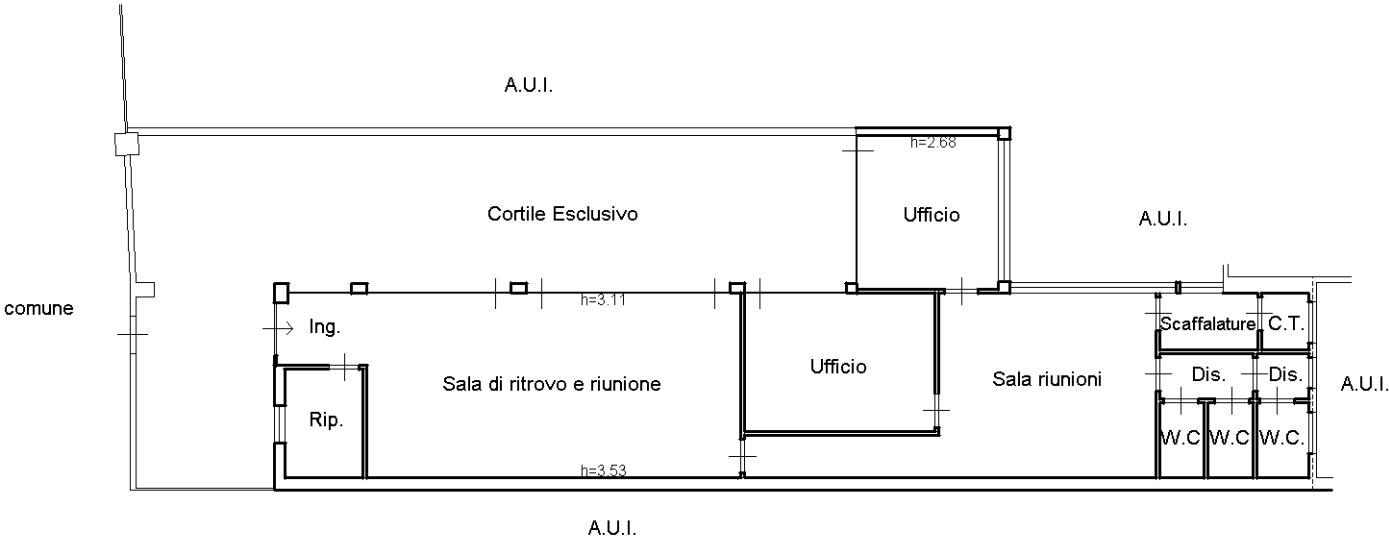 A.U.I.
h=2.68
Cortile Esclusivo
Ufficio
A.U.I.
comune
h=3.11
Ing.
Scaffalature
C.T.
Ufficio
Sala di ritrovo e riunione
Sala riunioni
Dis.
Dis.
A.U.I.
Rip.
W.C
W.C
W.C.
h=3.53
A.U.I.